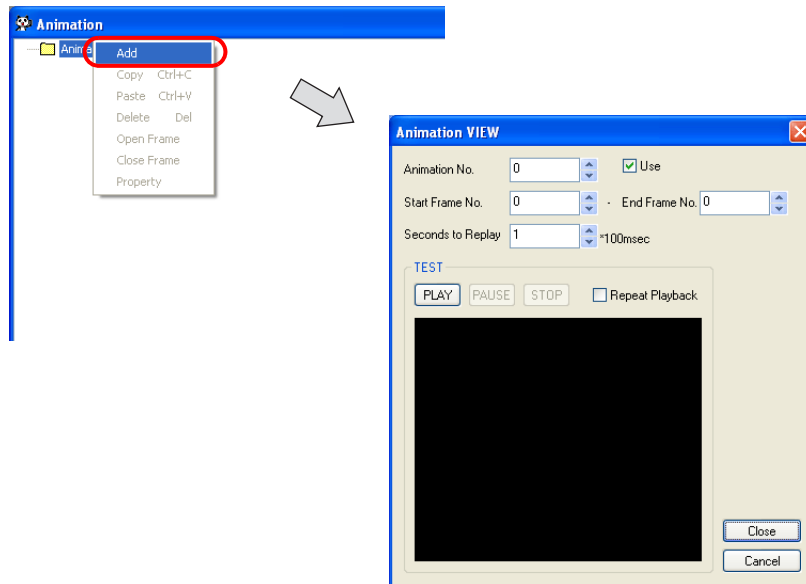 Animation
Anima
Add
Copy Ctrl+C
Paste Ctrl+V
Delete Del
Open Frame
Close Frame
Property
Animation VIEW
Animation No. 0 Use
Start Frame No. 0 - End Frame No. 0
Seconds to Replay 1 *100msec
TEST
PLAY PAUSE STOP Repeat Playback
Close
Cancel